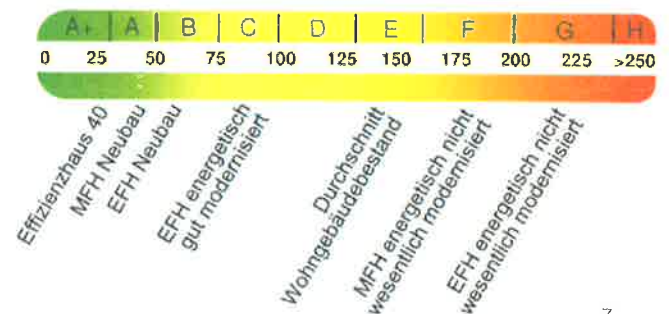 A+ A B C D E F G H
0 25 50 75 100 125 150 175 200 225 >250
Effizienzhaus 40
MFH Neubau
EFH Neubau
EFH energetisch
gut modernisiert
Durchschnitt
Wohngebäudebestand
MFH energetisch nicht
wesentlich modernisiert
EFH energetisch nicht
wesentlich modernisiert
7